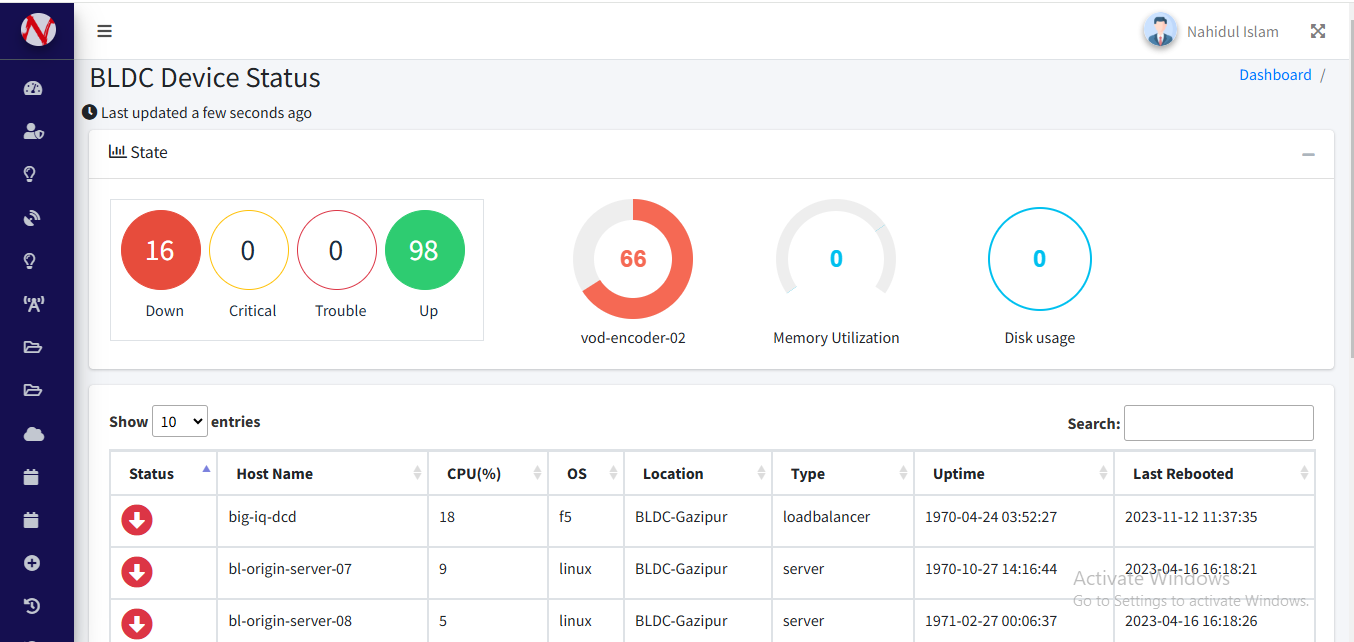 Nahidul Islam
BLDC Device Status
Dashboard /
Last updated a few seconds ago
State
16 0 0 98
Down Critical Trouble Up
66
vod-encoder-02
0
Memory Utilization
0
Disk usage
Show 10 entries
Search:
Status Host Name CPU(%) OS Location Type Uptime Last Rebooted
big-iq-dcd 18 f5 BLDC-Gazipur loadbalancer 1970-04-24 03:52:27 2023-11-12 11:37:35
bl-origin-server-07 9 linux BLDC-Gazipur server 1970-10-27 14:16:44 2023-04-16 16:18:21
bl-origin-server-08 5 linux BLDC-Gazipur server 1971-02-27 00:06:37 2023-04-16 16:18:26
Activate Windows
Go to Settings to activate Windows.